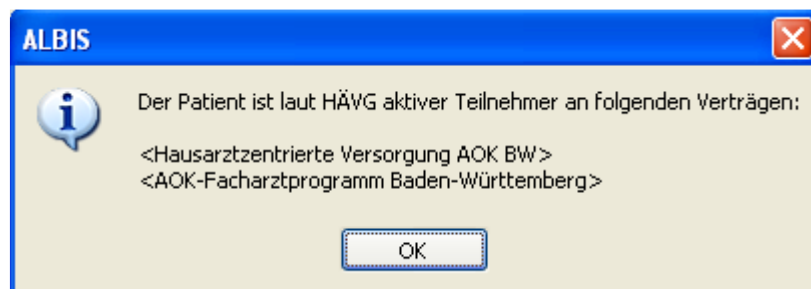 ALBIS
Der Patient ist laut HÄVG aktiver Teilnehmer an folgenden Verträgen:
<Hausarztzentrierte Versorgung AOK BW>
<AOK-Facharztprogramm Baden-Württemberg>
OK